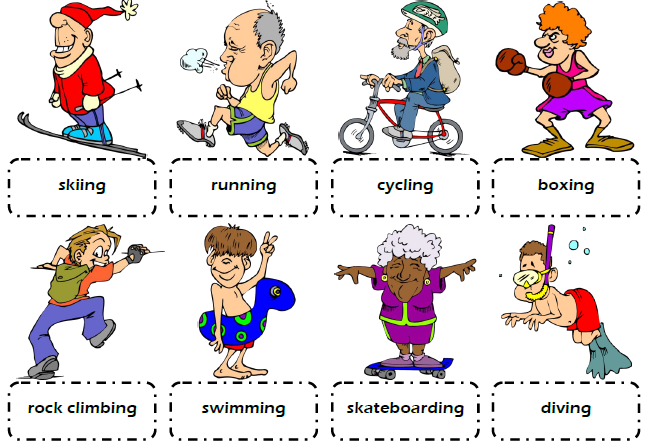 skiing
running
cycling
boxing
rock climbing
swimming
skateboarding
diving